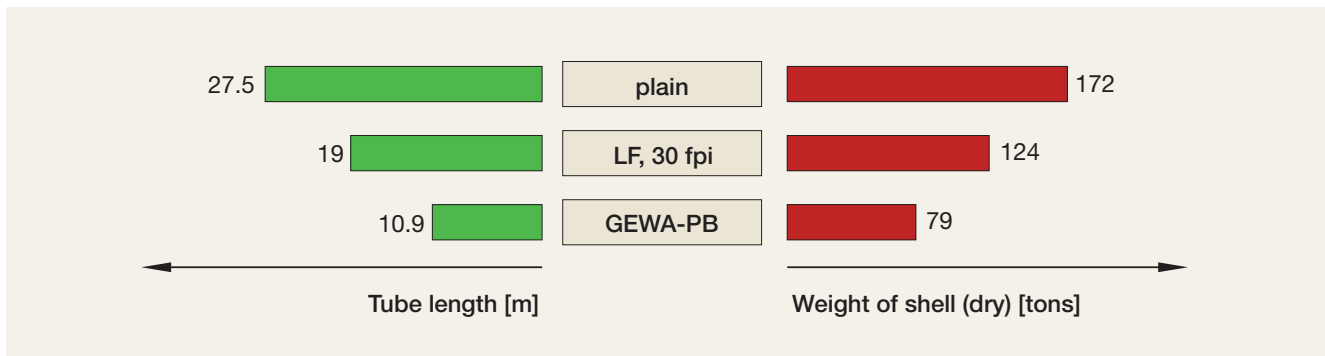 27.5 plain 172
19 LF, 30 fpi 124
10.9 GEWA-PB 79
Tube length [m] Weight of shell (dry) [tons]